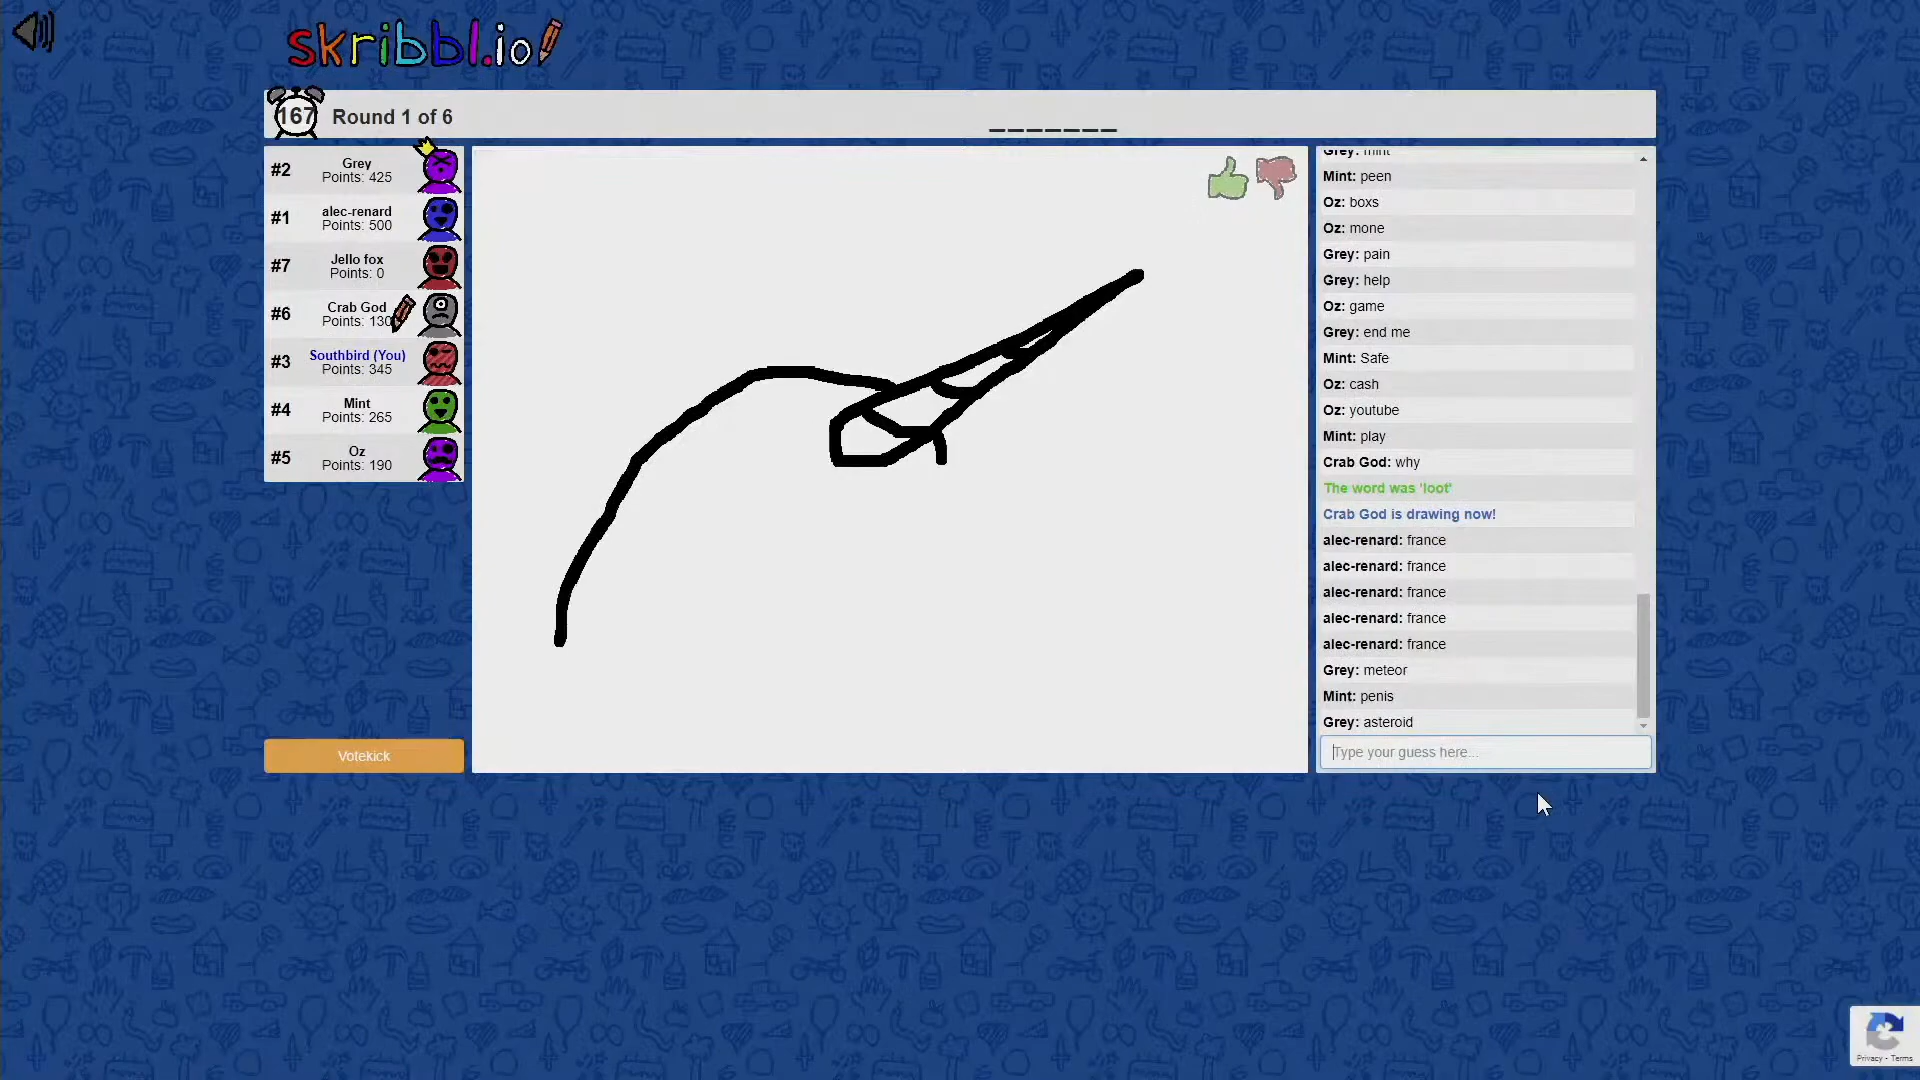 skribbl.io
167
Round 1 of 6
_______
#2
Grey
Points: 425
#1
alec-renard
Points: 500
#7
Jello fox
Points: 0
#6
Crab God
Points: 130
#3
Southbird (You)
Points: 345
#4
Mint
Points: 265
#5
Oz
Points: 190
Votekick
Grey: mint
Mint: peen
Oz: boxs
Oz: mone
Grey: pain
Grey: help
Oz: game
Grey: end me
Mint: Safe
Oz: cash
Oz: youtube
Mint: play
Crab God: why
The word was 'loot'
Crab God is drawing now!
alec-renard: france
alec-renard: france
alec-renard: france
alec-renard: france
alec-renard: france
Grey: meteor
Mint: penis
Grey: asteroid
Type your guess here...
Privacy - Terms